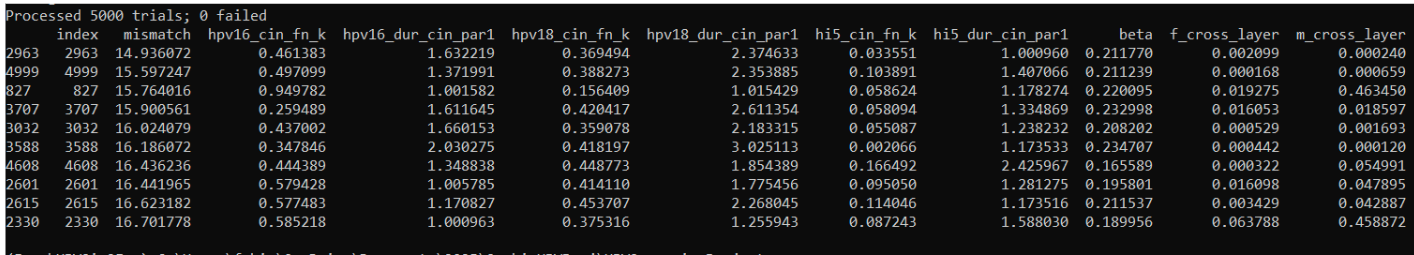 Processed 5000 trials; 0 failed
index mismatch hpv16_cin_fn_k hpv16_dur_cin_par1 hpv18_cin_fn_k hpv18_dur_cin_par1 hi5_cin_fn_k hi5_dur_cin_par1 beta f_cross_layer m_cross_layer
2963 2963 14.936072 0.461383 1.632219 0.369494 2.374633 0.033551 1.000960 0.211770 0.002099 0.000240
4999 4999 15.597247 0.497099 1.371991 0.388273 2.353885 0.103891 1.407066 0.211239 0.000168 0.000659
827 827 15.764016 0.949782 1.001582 0.156409 1.015429 0.058624 1.178274 0.220095 0.019275 0.463450
3707 3707 15.900561 0.259489 1.611645 0.420417 2.611354 0.058094 1.334869 0.232998 0.016053 0.018597
3032 3032 16.024079 0.437002 1.660153 0.359078 2.183315 0.055087 1.238232 0.208202 0.000529 0.001693
3588 3588 16.186072 0.347846 2.030275 0.418197 3.025113 0.002066 1.173533 0.234707 0.000442 0.000120
4608 4608 16.436236 0.444389 1.348838 0.448773 1.854389 0.166492 2.425967 0.165589 0.000322 0.054991
2601 2601 16.441965 0.579428 1.005785 0.414110 1.775456 0.095050 1.281275 0.195801 0.016098 0.047895
2615 2615 16.623182 0.577483 1.170827 0.453707 2.268045 0.114046 1.173516 0.211537 0.003429 0.042887
2330 2330 16.701778 0.585218 1.000963 0.375316 1.255943 0.087243 1.588030 0.189956 0.063788 0.458872